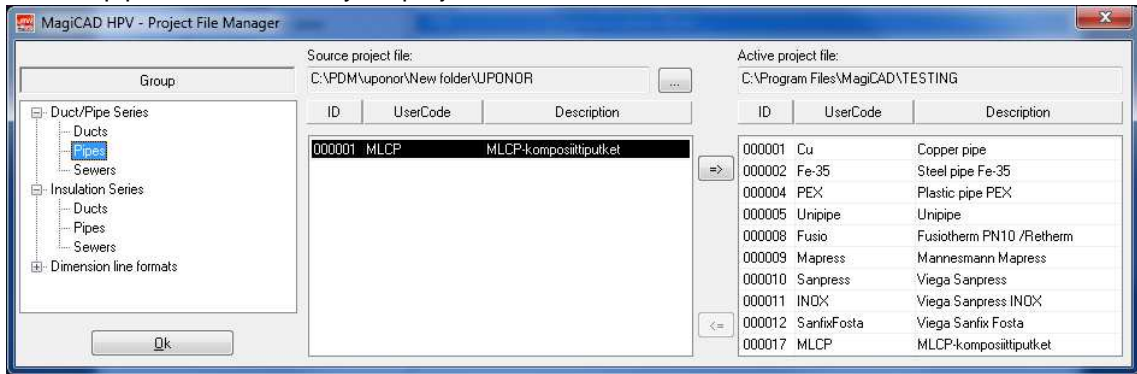 MagiCAD HPV - Project File Manager
Group
Duct/Pipe Series
Ducts
Pipes
Sewers
Insulation Series
Ducts
Pipes
Sewers
Dimension line formats
Ok
Source project file:
C:\PDM\uponor\New folder\UPONOR
...
ID UserCode Description
000001 MLCP MLCP-komposiittiputket
=>
<=
Active project file:
C:\Program Files\MagiCAD\TESTING
ID UserCode Description
000001 Cu Copper pipe
000002 Fe-35 Steel pipe Fe-35
000004 PEX Plastic pipe PEX
000005 Unipipe Unipipe
000008 Fusio Fusiotherm PN10 /Retherm
000009 Mapress Mannesmann Mapress
000010 Sanpress Viega Sanpress
000011 INOX Viega Sanpress INOX
000012 SanfixFosta Viega Sanfix Fosta
000017 MLCP MLCP-komposiittiputket